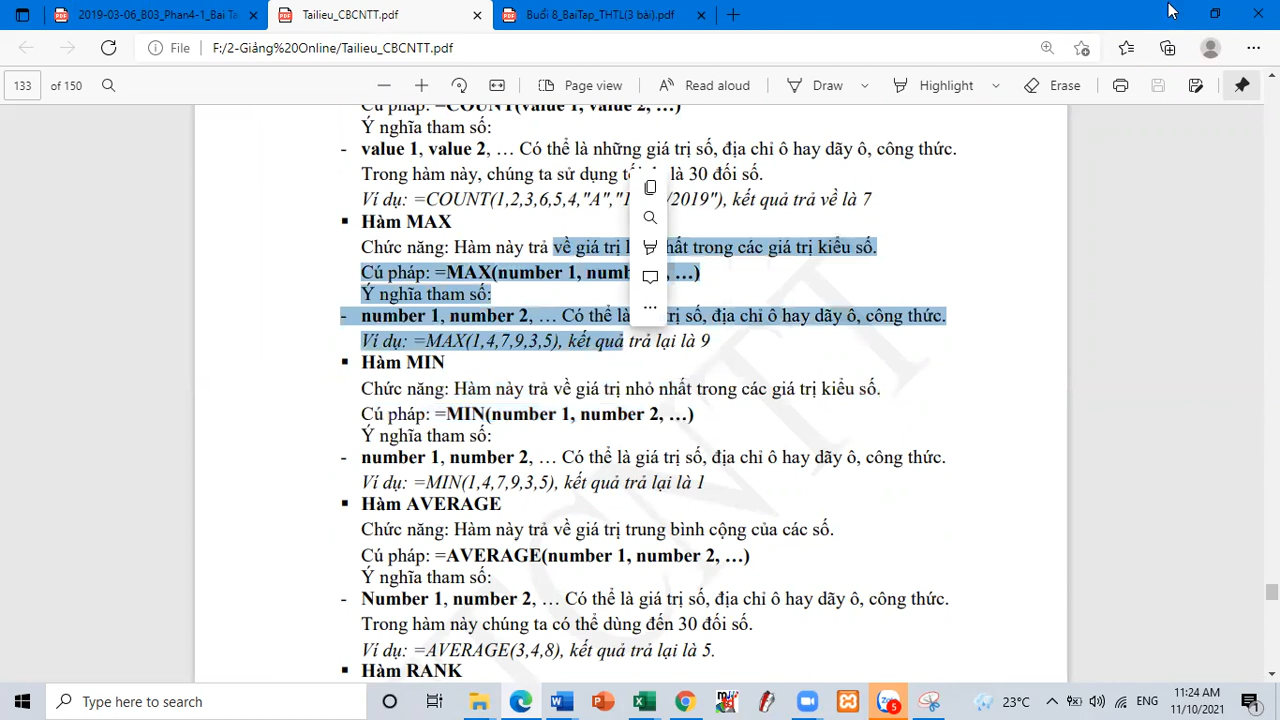 2019-03-06_B03_Phan4-1_Bai Ta
Tailieu_CBCNTT.pdf
Buổi 8_BaiTap_THTL(3 bài).pdf
File
F:/2-Giảng%20Online/Tailieu_CBCNTT.pdf
133 of 150
Page view
Read aloud
Draw
Highlight
Erase
Cú pháp: =COUNT(value 1, value 2, …)
Ý nghĩa tham số:
- value 1, value 2, … Có thể là những giá trị số, địa chỉ ô hay dãy ô, công thức.
Trong hàm này, chúng ta sử dụng là 30 đối số.
Ví dụ: =COUNT(1,2,3,6,5,4,"A","1 /2019"), kết quả trả về là 7
▪ Hàm MAX
Chức năng: Hàm này trả về giá trị trong các giá trị kiểu số.
Cú pháp: =MAX(number 1, …)
Ý nghĩa tham số:
- number 1, number 2, … Có thể là trị số, địa chỉ ô hay dãy ô, công thức.
Ví dụ: =MAX(1,4,7,9,3,5), kết quả trả lại là 9
▪ Hàm MIN
Chức năng: Hàm này trả về giá trị nhỏ nhất trong các giá trị kiểu số.
Cú pháp: =MIN(number 1, number 2, …)
Ý nghĩa tham số:
- number 1, number 2, … Có thể là giá trị số, địa chỉ ô hay dãy ô, công thức.
Ví dụ: =MIN(1,4,7,9,3,5), kết quả trả lại là 1
▪ Hàm AVERAGE
Chức năng: Hàm này trả về giá trị trung bình cộng của các số.
Cú pháp: =AVERAGE(number 1, number 2, …)
Ý nghĩa tham số:
- Number 1, number 2, … Có thể là giá trị số, địa chỉ ô hay dãy ô, công thức.
Trong hàm này chúng ta có thể dùng đến 30 đối số.
Ví dụ: =AVERAGE(3,4,8), kết quả trả lại là 5.
▪ Hàm RANK
Type here to search
5
23°C
ENG
11:24 AM
11/10/2021
1